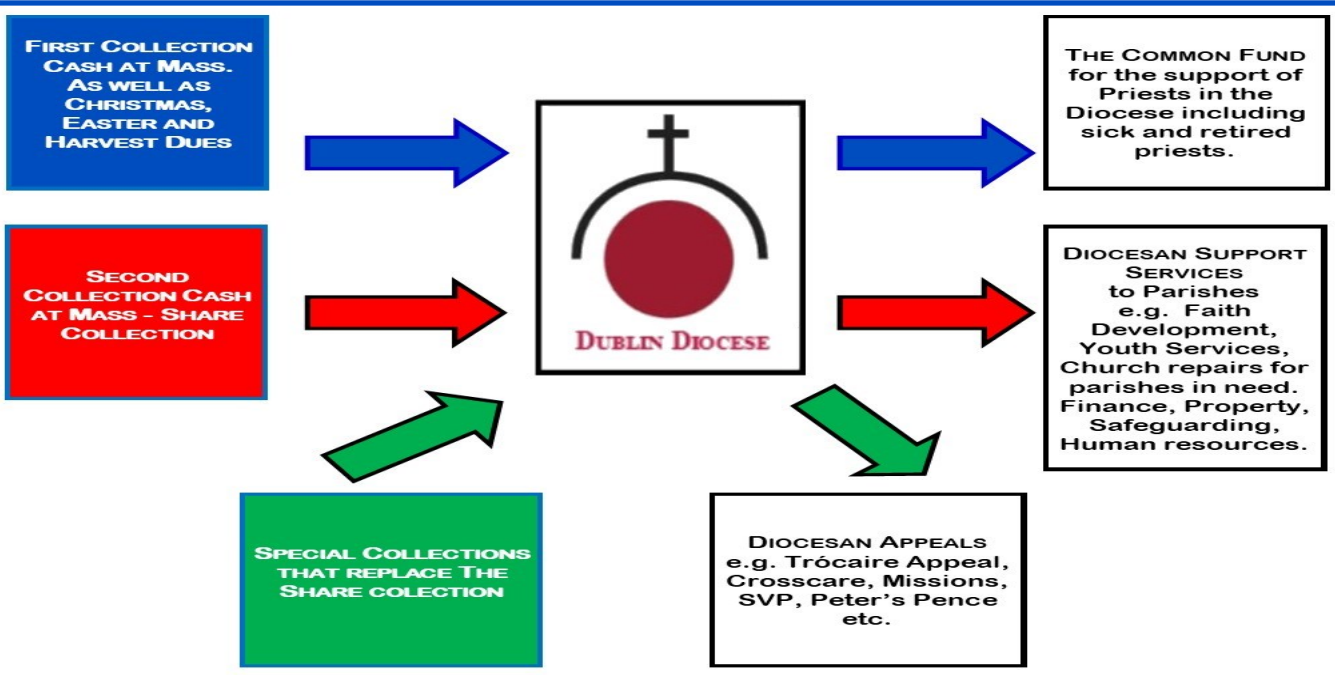 First Collection
Cash at Mass.
As well as
Christmas,
Easter and
Harvest Dues
The Common Fund
for the support of
Priests in the
Diocese including
sick and retired
priests.
Second
Collection Cash
at Mass - Share
Collection
Dublin Diocese
Diocesan Support
Services
to Parishes
e.g. Faith
Development,
Youth Services,
Church repairs for
parishes in need.
Finance, Property,
Safeguarding,
Human resources.
Special Collections
that replace The
Share colection
Diocesan Appeals
e.g. Trócaire Appeal,
Crosscare, Missions,
SVP, Peter's Pence
etc.